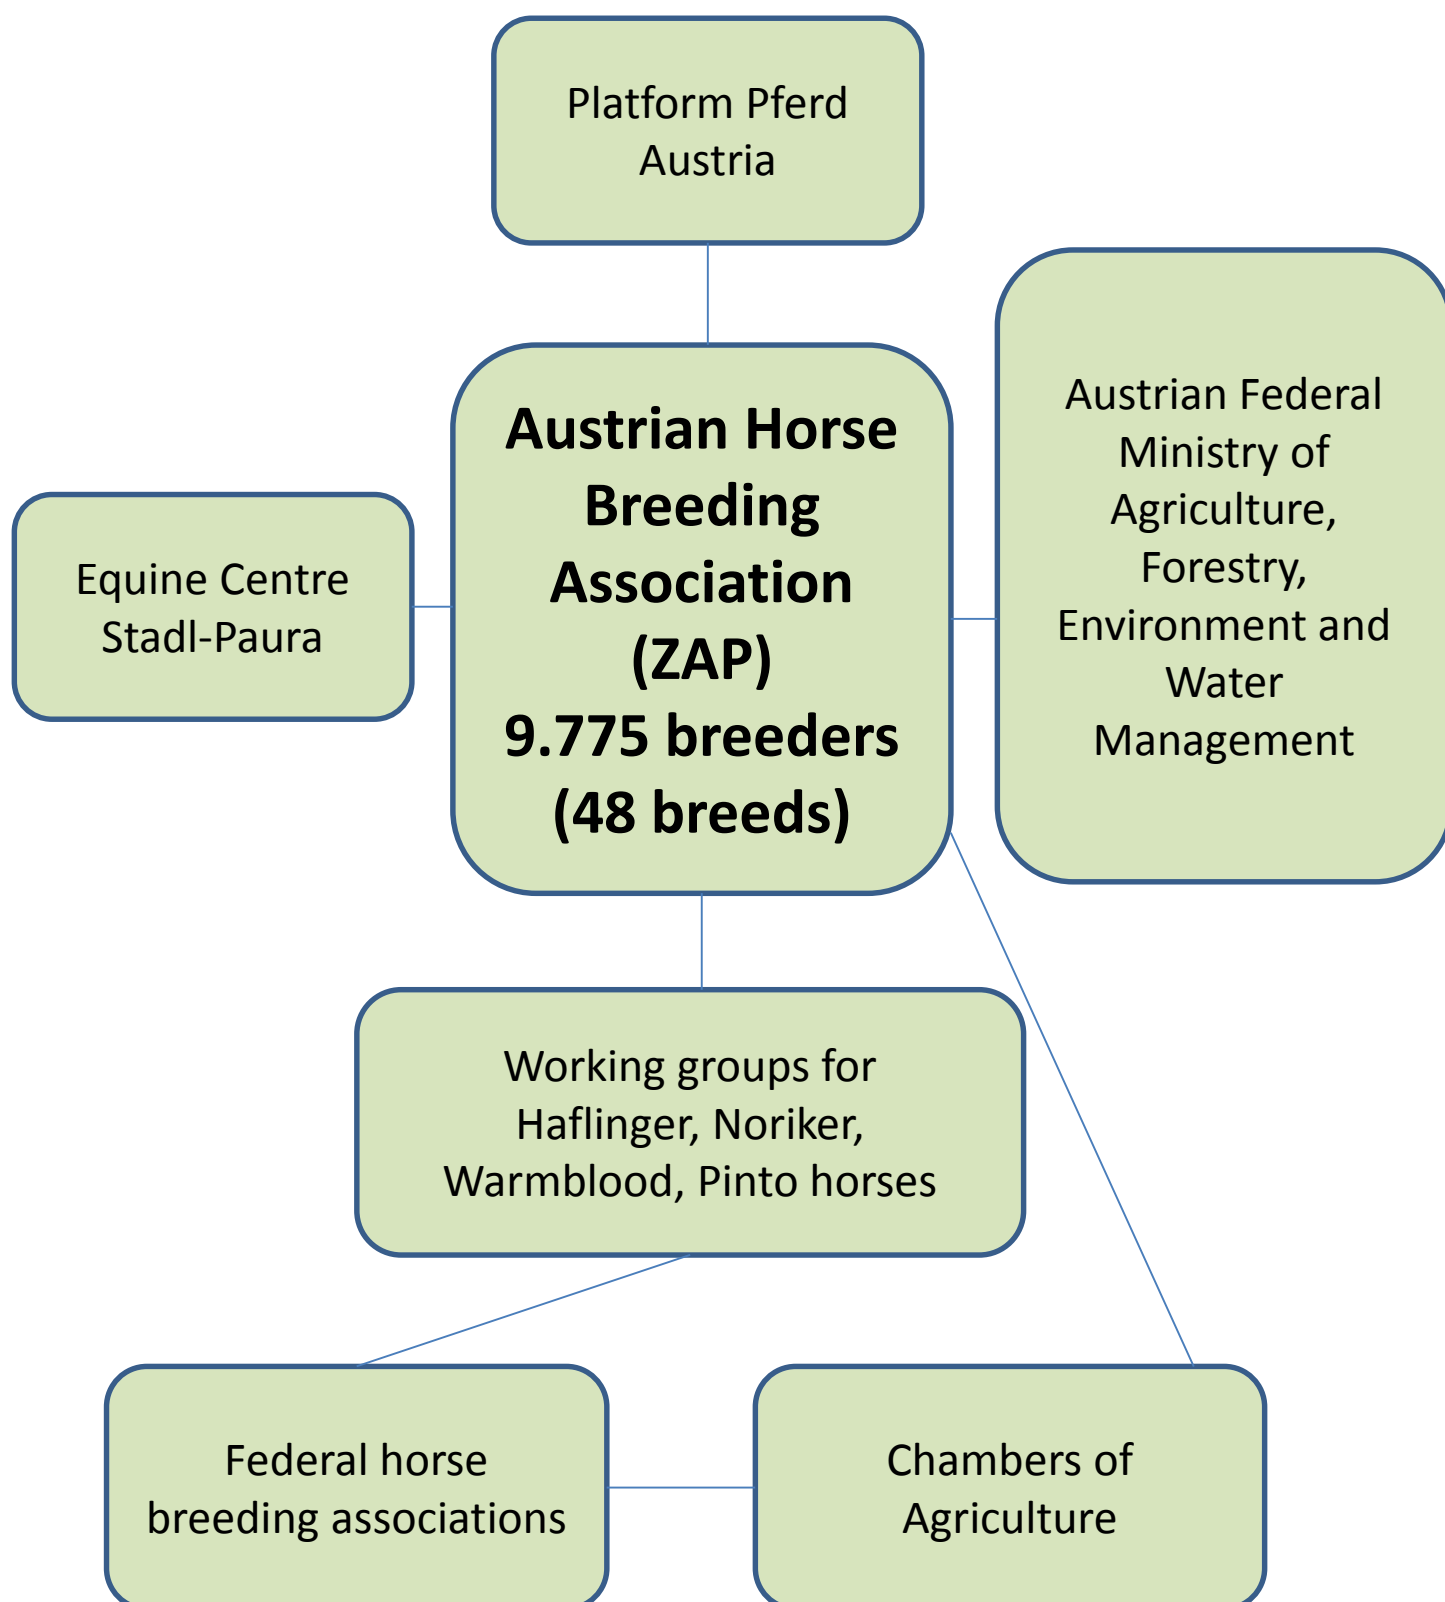 Platform Pferd
Austria
Austrian Horse
Breeding
Association
(ZAP)
9.775 breeders
(48 breeds)
Austrian Federal
Ministry of
Agriculture,
Forestry,
Environment and
Water
Management
Equine Centre
Stadl-Paura
Working groups for
Haflinger, Noriker,
Warmblood, Pinto horses
Federal horse
breeding associations
Chambers of
Agriculture